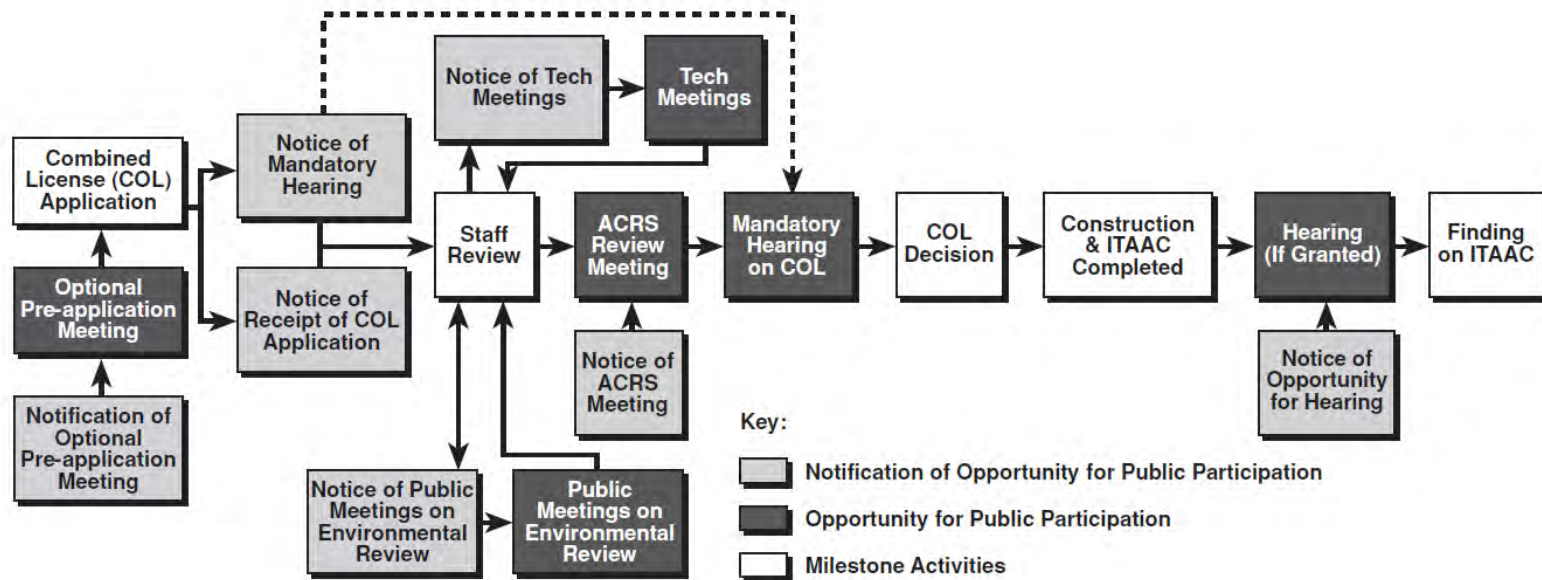 Notification of
Optional
Pre-application
Meeting
Optional
Pre-application
Meeting
Combined
License (COL)
Application
Notice of
Mandatory
Hearing
Notice of
Receipt of COL
Application
Notice of Tech
Meetings
Tech
Meetings
Staff
Review
Notice of Public
Meetings on
Environmental
Review
Public
Meetings on
Environmental
Review
ACRS
Review
Meeting
Notice of
ACRS
Meeting
Mandatory
Hearing
on COL
COL
Decision
Construction
& ITAAC
Completed
Hearing
(If Granted)
Notice of
Opportunity
for Hearing
Finding
on ITAAC
Key:
Notification of Opportunity for Public Participation
Opportunity for Public Participation
Milestone Activities